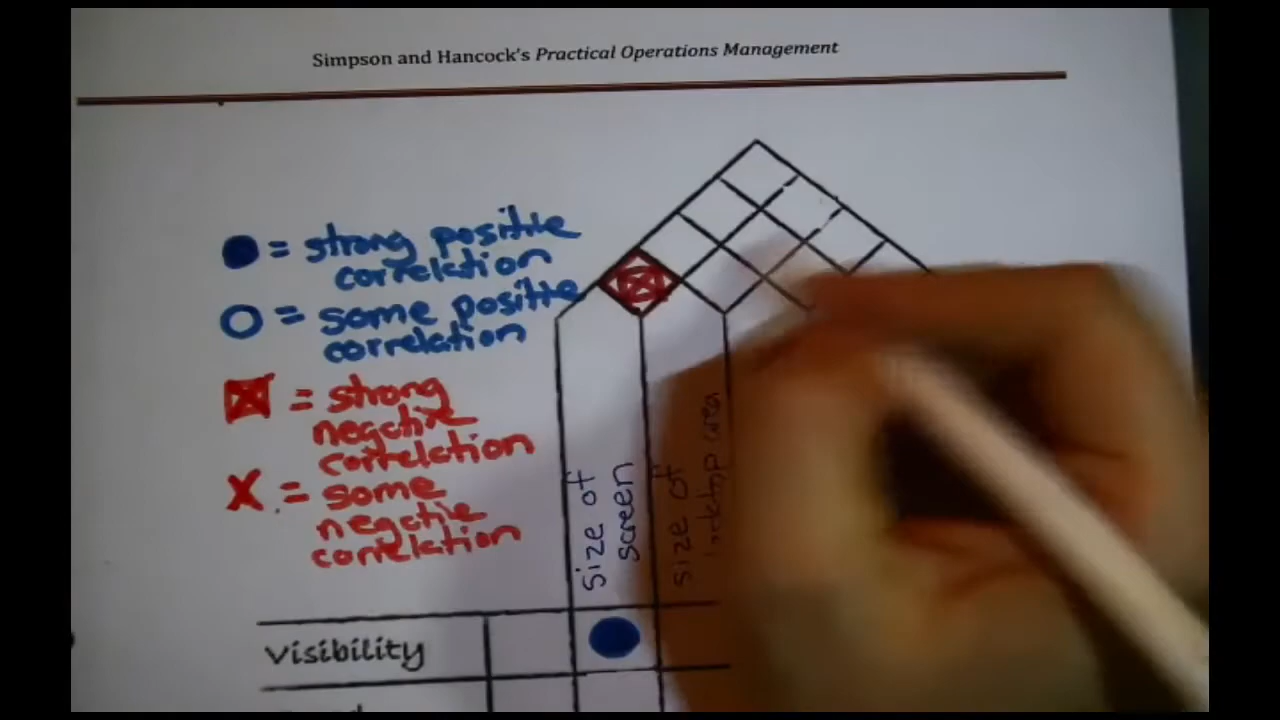 Simpson and Hancock's Practical Operations Management
= strong positive
correlation
= some positive
correlation
= strong
negative
correlation
X = some
negative
correlation
size of
screen
size of
area
Visibility